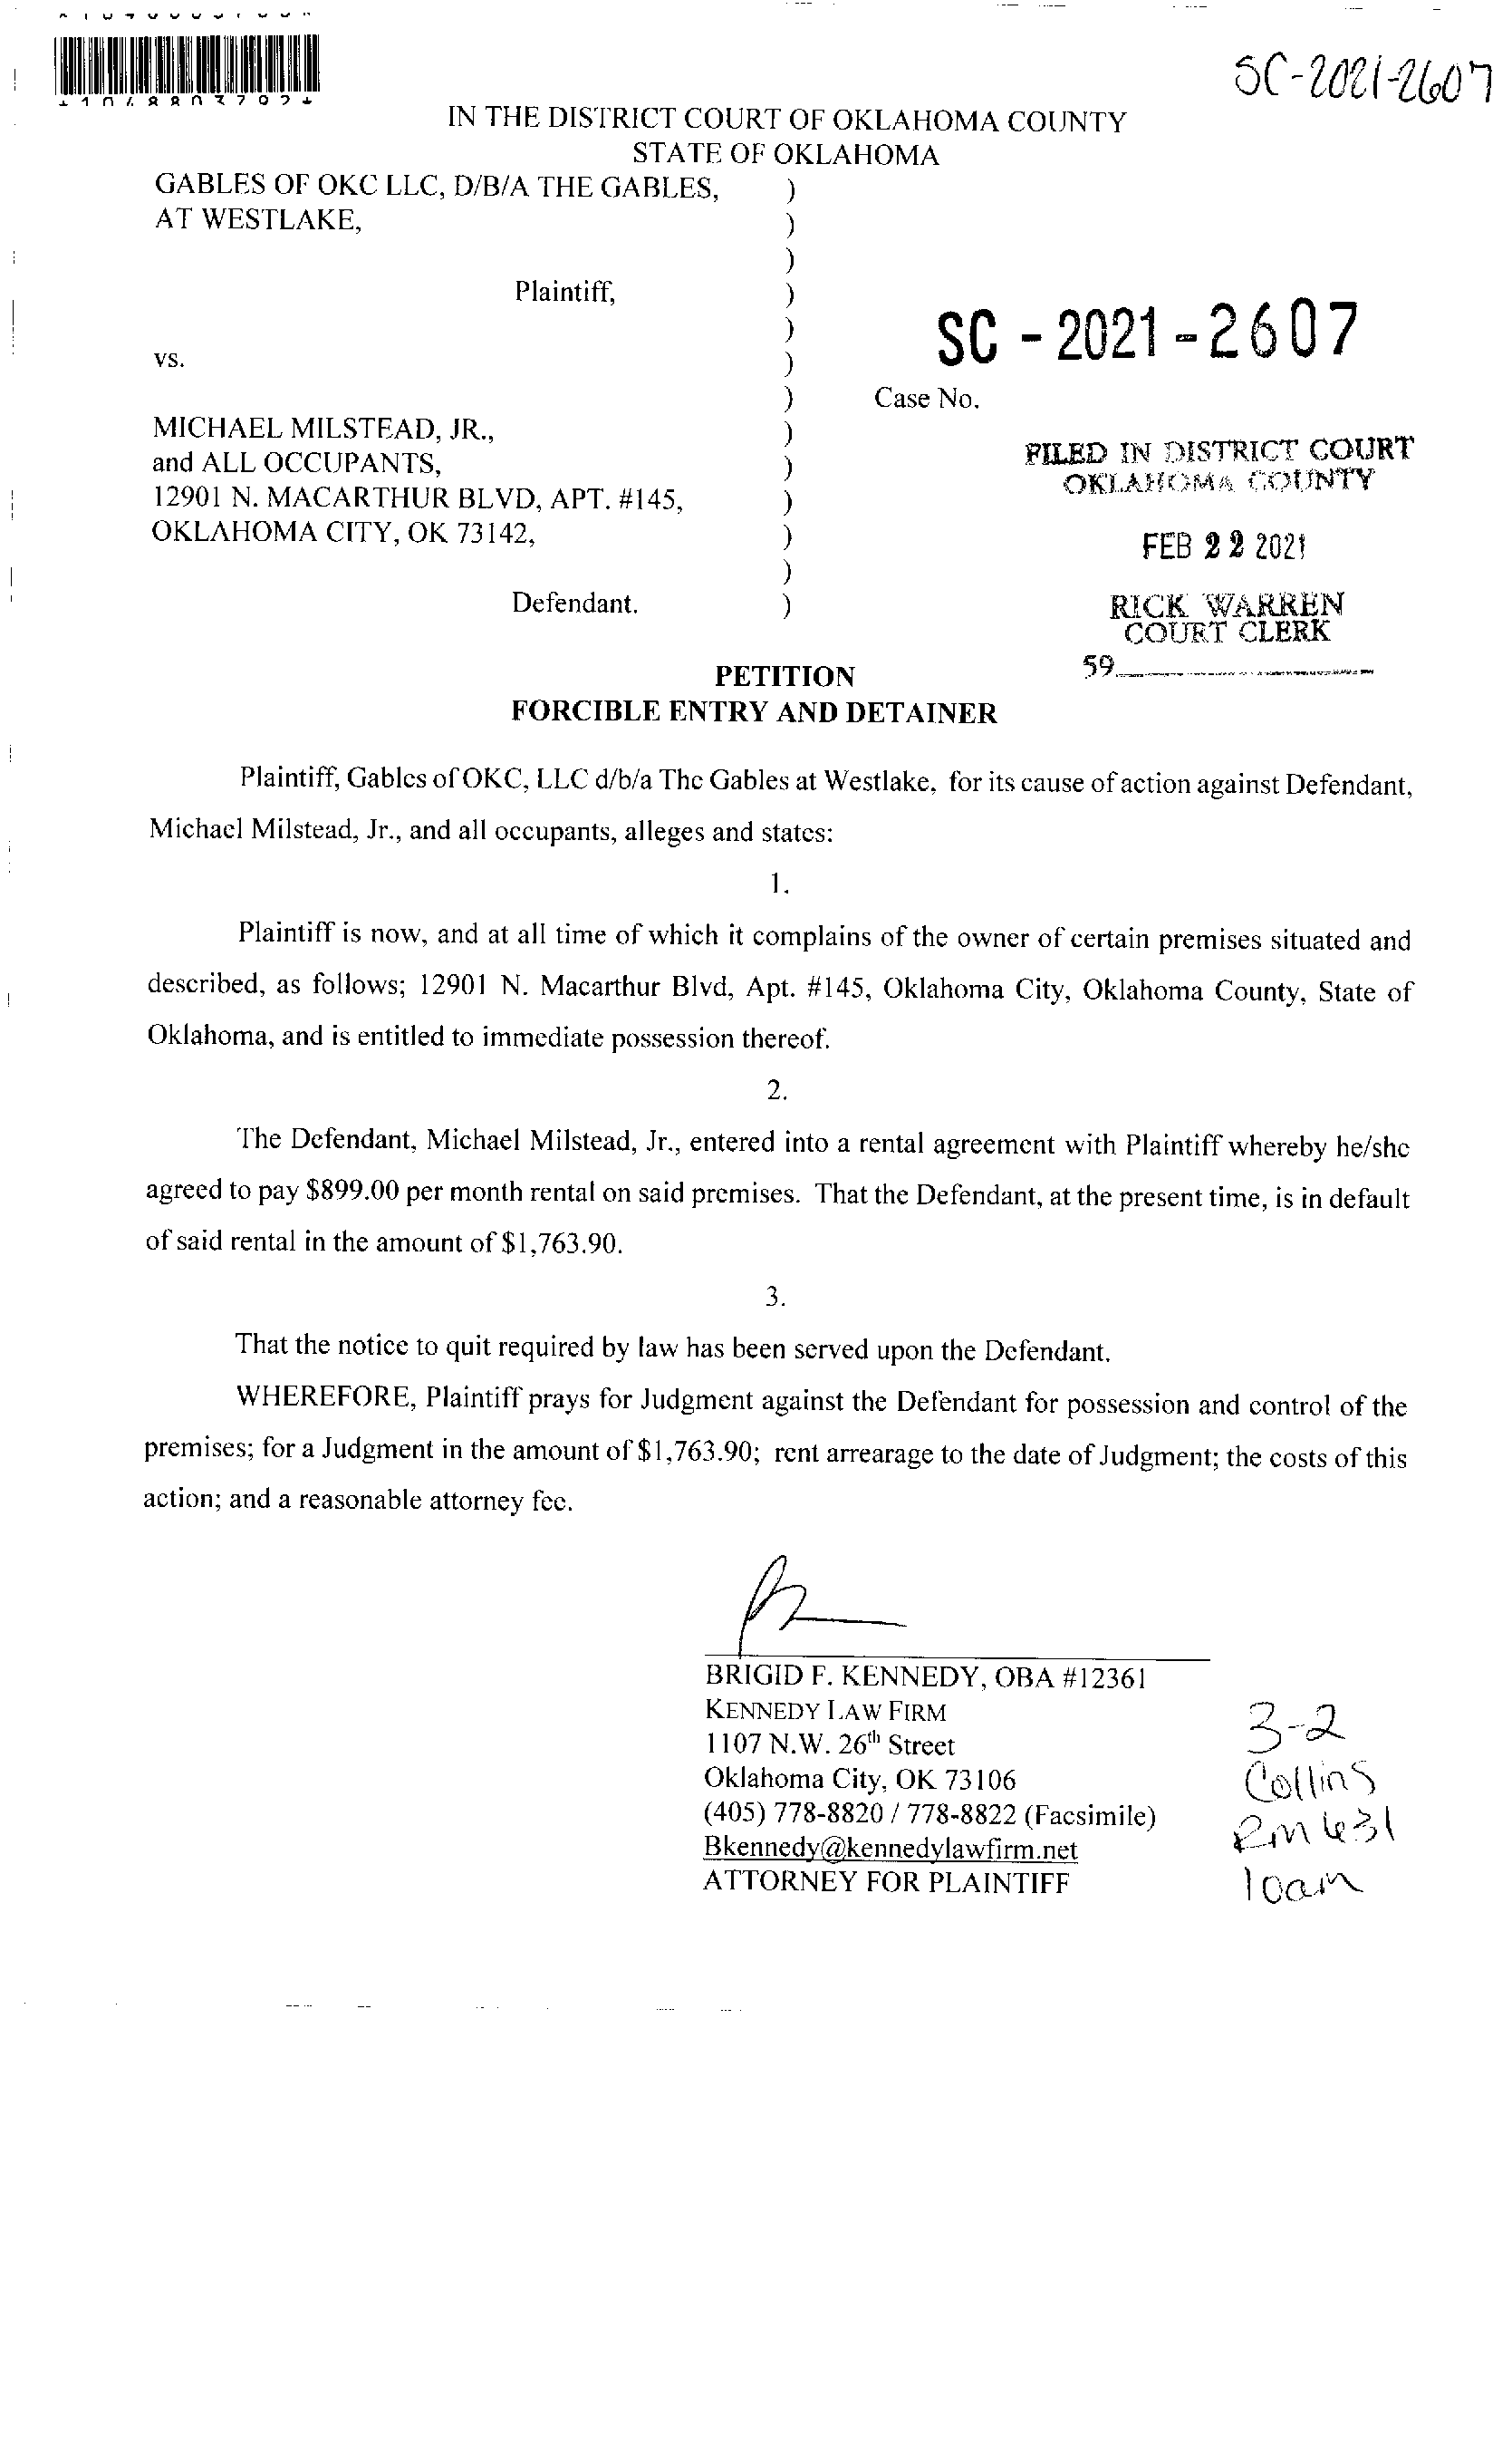 SC-2021-2607
IN THE DISTRICT COURT OF OKLAHOMA COUNTY
STATE OF OKLAHOMA
GABLES OF OKC LLC, D/B/A THE GABLES, )
AT WESTLAKE, )
)
Plaintiff, )
)
SC - 2021 - 2607
vs. )
) Case No.
MICHAEL MILSTEAD, JR., )
and ALL OCCUPANTS, )
12901 N. MACARTHUR BLVD, APT. #145, )
OKLAHOMA CITY, OK 73142, )
)
Defendant. )
FILED IN DISTRICT COURT
OKLAHOMA COUNTY
FEB 22 2021
RICK WARREN
COURT CLERK
59
PETITION
FORCIBLE ENTRY AND DETAINER
Plaintiff, Gables of OKC, LLC d/b/a The Gables at Westlake, for its cause of action against Defendant,
Michael Milstead, Jr., and all occupants, alleges and states:
1.
Plaintiff is now, and at all time of which it complains of the owner of certain premises situated and
described, as follows; 12901 N. Macarthur Blvd, Apt. #145, Oklahoma City, Oklahoma County, State of
Oklahoma, and is entitled to immediate possession thereof.
2.
The Defendant, Michael Milstead, Jr., entered into a rental agreement with Plaintiff whereby he/she
agreed to pay $899.00 per month rental on said premises. That the Defendant, at the present time, is in default
of said rental in the amount of $1,763.90.
3.
That the notice to quit required by law has been served upon the Defendant.
WHEREFORE, Plaintiff prays for Judgment against the Defendant for possession and control of the
premises; for a Judgment in the amount of $1,763.90; rent arrearage to the date of Judgment; the costs of this
action; and a reasonable attorney fee.
BRIGID F. KENNEDY, OBA #12361
KENNEDY LAW FIRM
1107 N.W. 26th Street
Oklahoma City, OK 73106
(405) 778-8820 / 778-8822 (Facsimile)
Bkennedy@kennedylawfirm.net
ATTORNEY FOR PLAINTIFF
3-2
Collins
Rm 631
10am